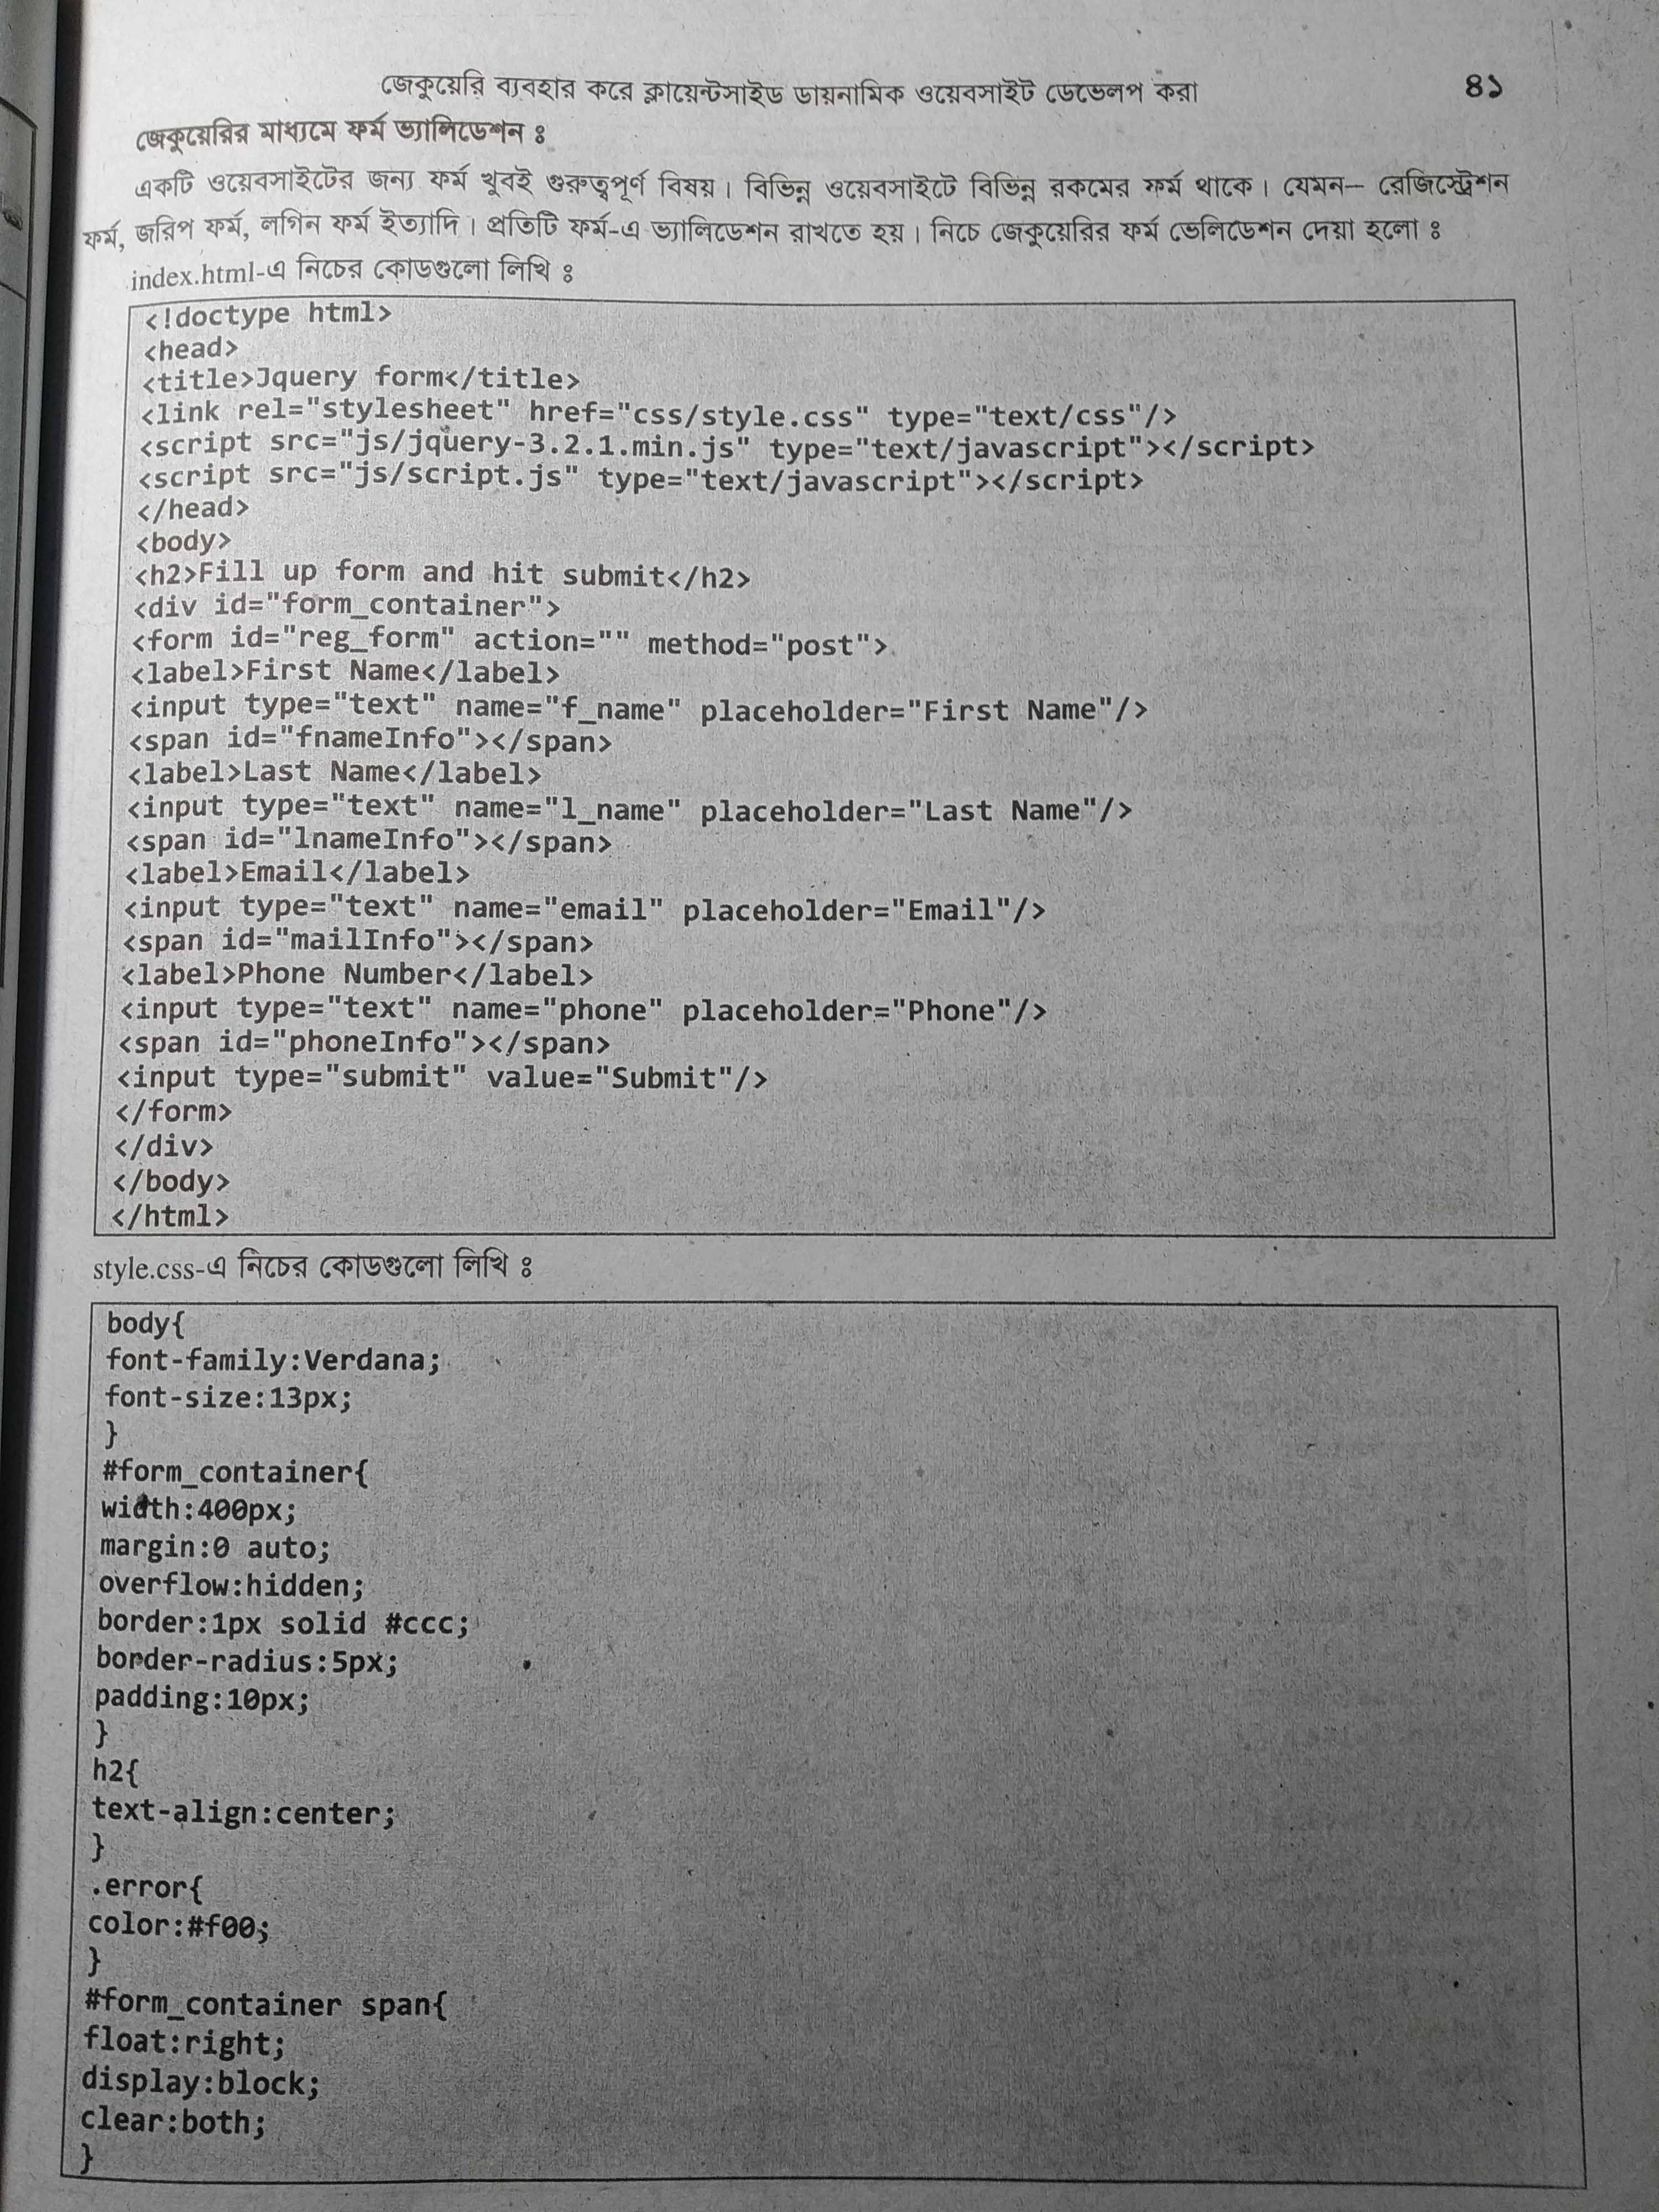 জেকুয়েরি ব্যবহার করে ক্লায়েন্টসাইড ডায়নামিক ওয়েবসাইট ডেভেলপ করা ৪১
জেকুয়েরির মাধ্যমে ফর্ম ভ্যালিডেশন ঃ
একটি ওয়েবসাইটের জন্য ফর্ম খুবই গুরুত্বপূর্ণ বিষয়। বিভিন্ন ওয়েবসাইটে বিভিন্ন রকমের ফর্ম থাকে। যেমন– রেজিস্ট্রেশন
ফর্ম, জরিপ ফর্ম, লগিন ফর্ম ইত্যাদি। প্রতিটি ফর্ম-এ ভ্যালিডেশন রাখতে হয়। নিচে জেকুয়েরির ফর্ম ভেলিডেশন দেয়া হলো ঃ
index.html-এ নিচের কোডগুলো লিখি ঃ
<!doctype html>
<head>
<title>Jquery form</title>
<link rel="stylesheet" href="css/style.css" type="text/css"/>
<script src="js/jquery-3.2.1.min.js" type="text/javascript"></script>
<script src="js/script.js" type="text/javascript"></script>
</head>
<body>
<h2>Fill up form and hit submit</h2>
<div id="form_container">
<form id="reg_form" action="" method="post">
<label>First Name</label>
<input type="text" name="f_name" placeholder="First Name"/>
<span id="fnameInfo"></span>
<label>Last Name</label>
<input type="text" name="l_name" placeholder="Last Name"/>
<span id="lnameInfo"></span>
<label>Email</label>
<input type="text" name="email" placeholder="Email"/>
<span id="mailInfo"></span>
<label>Phone Number</label>
<input type="text" name="phone" placeholder="Phone"/>
<span id="phoneInfo"></span>
<input type="submit" value="Submit"/>
</form>
</div>
</body>
</html>
style.css-এ নিচের কোডগুলো লিখি ঃ
body{
font-family:Verdana;
font-size:13px;
}
#form_container{
width:400px;
margin:0 auto;
overflow:hidden;
border:1px solid #ccc;
border-radius:5px;
padding:10px;
}
h2{
text-align:center;
}
.error{
color:#f00;
}
#form_container span{
float:right;
display:block;
clear:both;
}